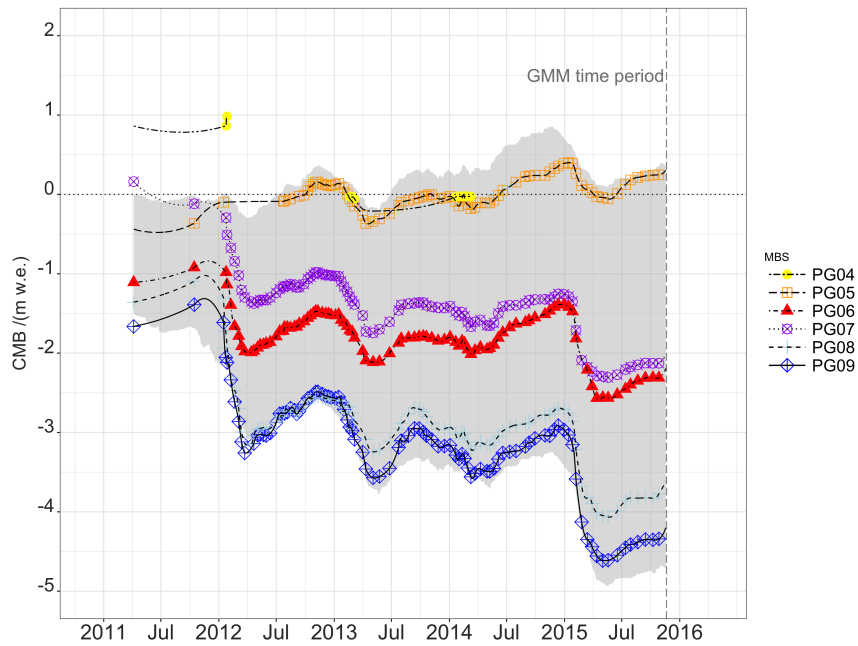 2
1
0
-1
-2
-3
-4
-5
CMB /(m w.e.)
GMM time period
2011
Jul
2012
Jul
2013
Jul
2014
Jul
2015
Jul
2016
MBS
PG04
PG05
PG06
PG07
PG08
PG09